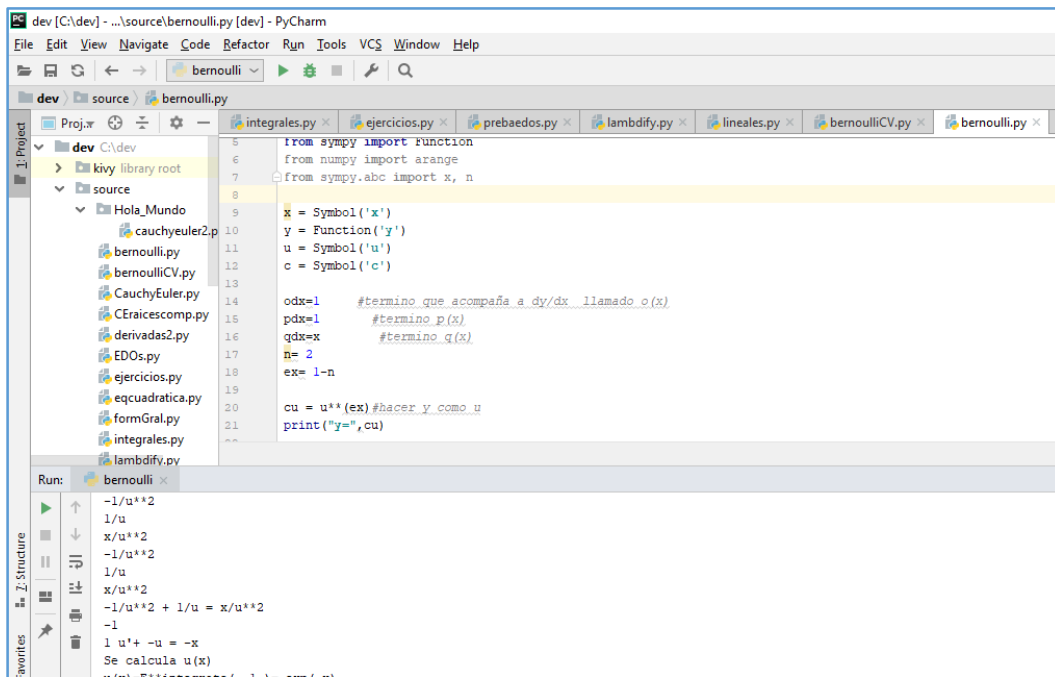 dev [C:\dev] - ...\source\bernoulli.py [dev] - PyCharm
File Edit View Navigate Code Refactor Run Tools VCS Window Help
bernoulli
dev source bernoulli.py
1: Project
Proj.
integrales.py
ejercicios.py
prebaedos.py
lambdify.py
lineales.py
bernoulliCV.py
bernoulli.py
dev C:\dev
kivy library root
source
Hola_Mundo
cauchyeuler2.p
bernoulli.py
bernoulliCV.py
CauchyEuler.py
CEraicescomp.py
derivadas2.py
EDOs.py
ejercicios.py
eqcuadratica.py
formGral.py
integrales.py
lambdify.py
5 from sympy import Function
6 from numpy import arange
7 from sympy.abc import x, n
8
9 x = Symbol('x')
10 y = Function('y')
11 u = Symbol('u')
12 c = Symbol('c')
13
14 odx=1 #termino que acompaña a dy/dx llamado o(x)
15 pdx=1 #termino p(x)
16 qdx=x #termino q(x)
17 n= 2
18 ex= 1-n
19
20 cu = u**(ex)#hacer y como u
21 print("y=",cu)
Run: bernoulli
-1/u**2
1/u
x/u**2
-1/u**2
1/u
x/u**2
-1/u**2 + 1/u = x/u**2
-1
1 u'+ -u = -x
Se calcula u(x)
7: Structure
Favorites